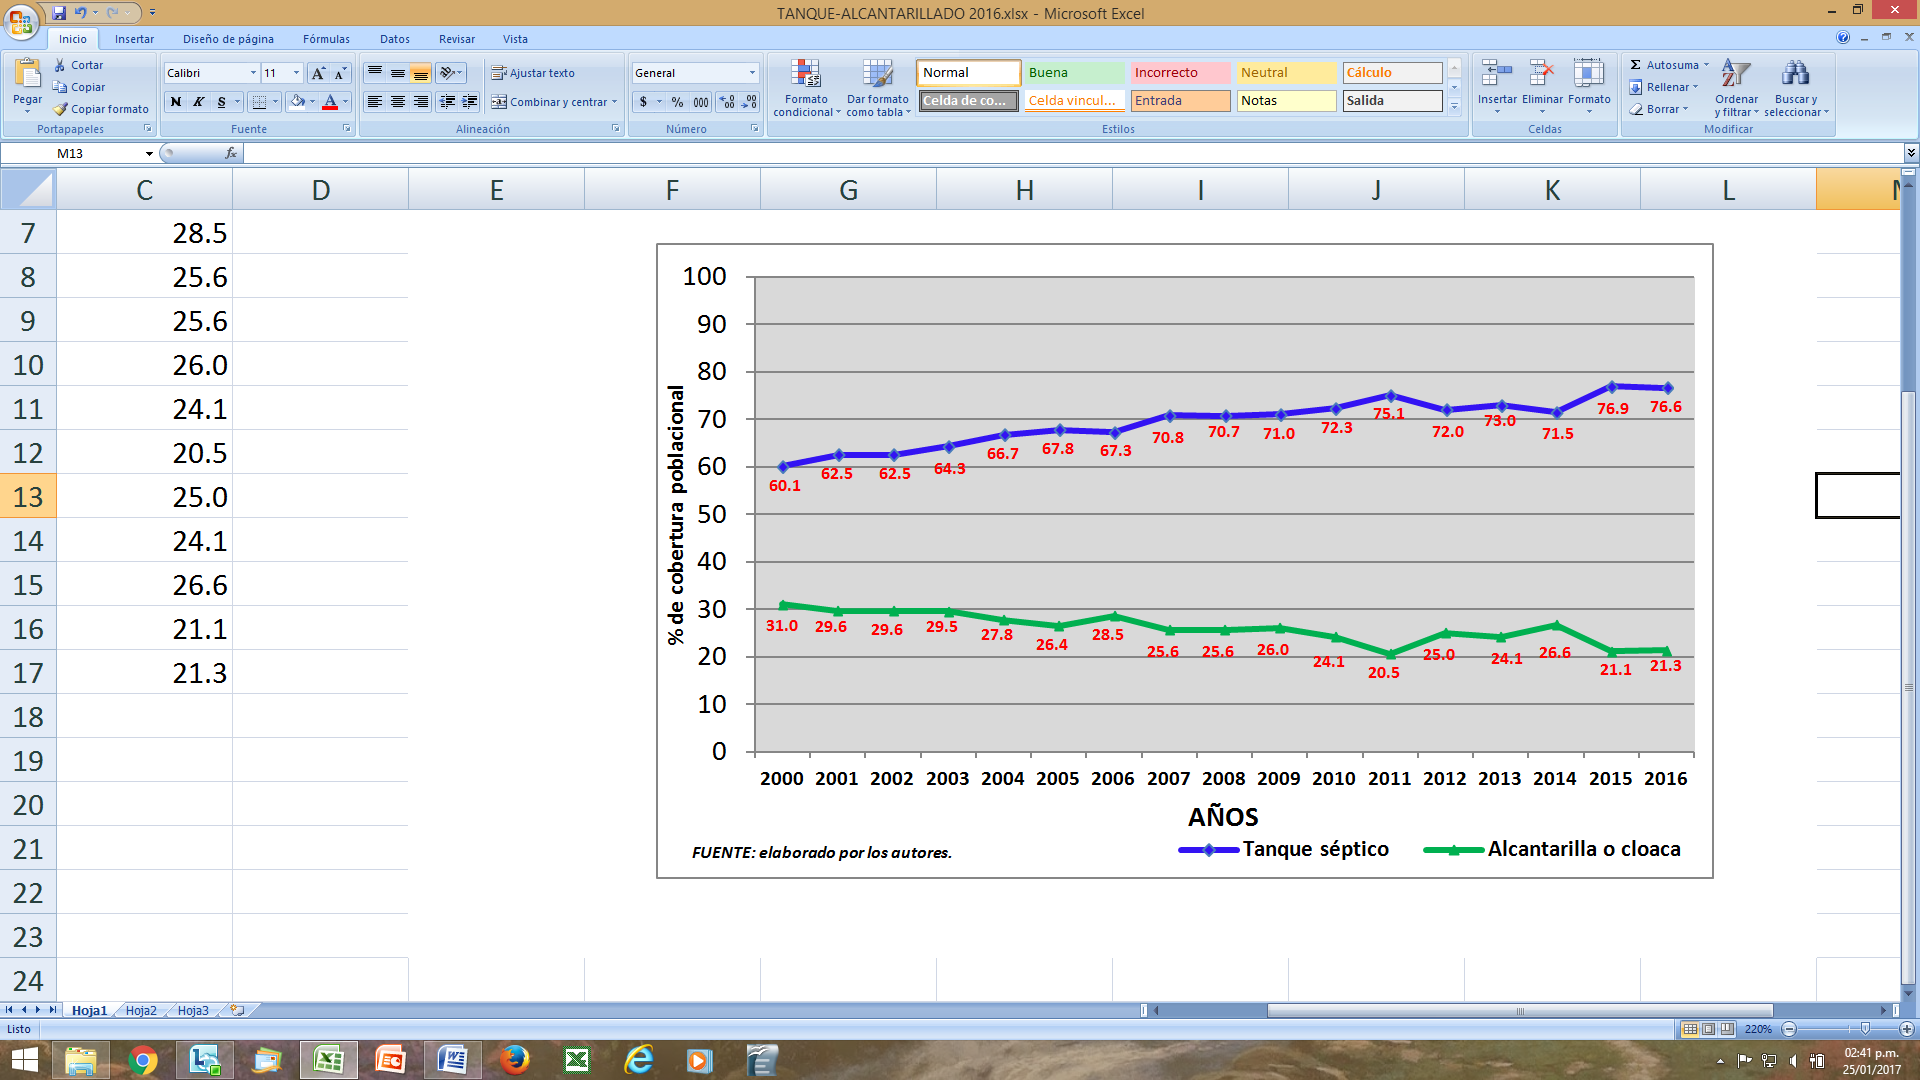 TANQUE-ALCANTARILLADO 2016.xlsx - Microsoft Excel
Inicio Insertar Diseño de página Fórmulas Datos Revisar Vista
Pegar Cortar Copiar Copiar formato
Portapapeles
Calibri 11
N K S
Fuente
Ajustar texto
Combinar y centrar
Alineación
General
$ % 000
Número
Formato condicional
Dar formato como tabla
Normal Buena Incorrecto Neutral Cálculo
Celda de co... Celda vincul... Entrada Notas Salida
Estilos
Insertar Eliminar Formato
Celdas
Σ Autosuma
Rellenar
Borrar
Ordenar y filtrar
Buscar y seleccionar
Modificar
M13 fx
C D E F G H I J K L
7 28.5
8 25.6
9 25.6
10 26.0
11 24.1
12 20.5
13 25.0
14 24.1
15 26.6
16 21.1
17 21.3
18
19
20
21
22
23
24
% de cobertura poblacional
100
90
80
70
60
50
40
30
20
10
0
60.1 62.5 62.5 64.3 66.7 67.8 67.3 70.8 70.7 71.0 72.3 75.1 72.0 73.0 71.5 76.9 76.6
31.0 29.6 29.6 29.5 27.8 26.4 28.5 25.6 25.6 26.0 24.1 20.5 25.0 24.1 26.6 21.1 21.3
2000 2001 2002 2003 2004 2005 2006 2007 2008 2009 2010 2011 2012 2013 2014 2015 2016
AÑOS
FUENTE: elaborado por los autores.
Tanque séptico Alcantarilla o cloaca
Hoja1 Hoja2 Hoja3
Listo
220%
02:41 p.m.
25/01/2017